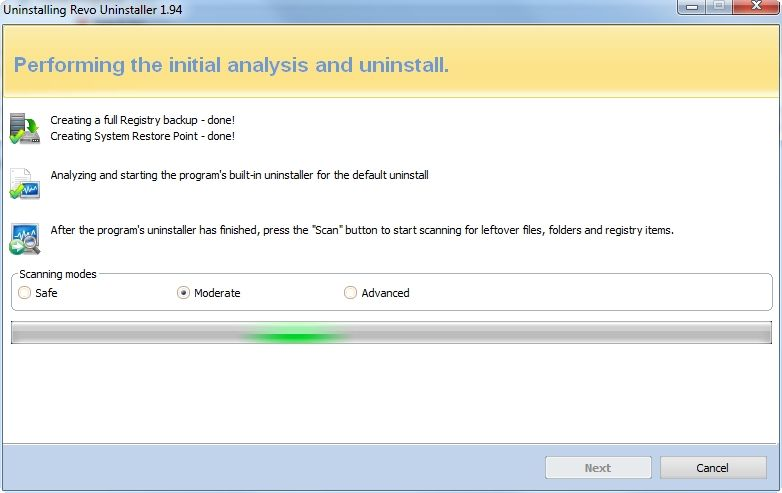 Uninstalling Revo Uninstaller 1.94
Performing the initial analysis and uninstall.
Creating a full Registry backup - done!
Creating System Restore Point - done!
Analyzing and starting the program's built-in uninstaller for the default uninstall
After the program's uninstaller has finished, press the "Scan" button to start scanning for leftover files, folders and registry items.
Scanning modes
Safe Moderate Advanced
Next Cancel